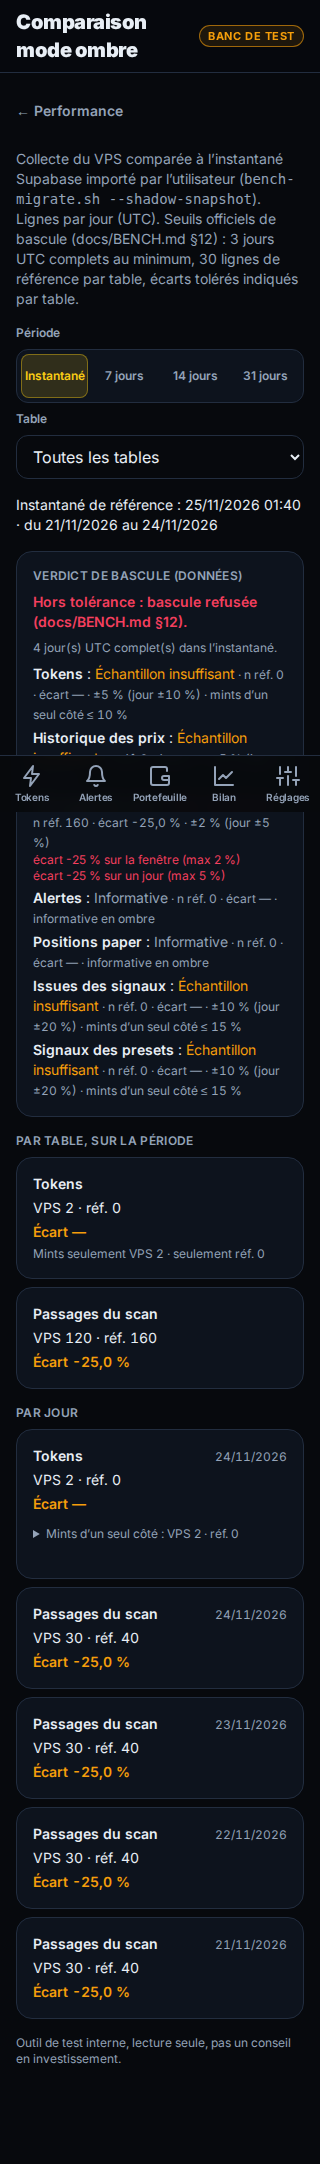 Comparaison
mode ombre
BANC DE TEST
← Performance
Collecte du VPS comparée à l’instantané
Supabase importé par l’utilisateur (bench-
migrate.sh --shadow-snapshot).
Lignes par jour (UTC). Seuils officiels de
bascule (docs/BENCH.md §12) : 3 jours
UTC complets au minimum, 30 lignes de
référence par table, écarts tolérés indiqués
par table.
Période
Instantané 7 jours 14 jours 31 jours
Table
Toutes les tables
Instantané de référence : 25/11/2026 01:40
· du 21/11/2026 au 24/11/2026
VERDICT DE BASCULE (DONNÉES)
Hors tolérance : bascule refusée
(docs/BENCH.md §12).
4 jour(s) UTC complet(s) dans l’instantané.
Tokens : Échantillon insuffisant · n réf. 0
· écart — · ±5 % (jour ±10 %) · mints d’un
seul côté ≤ 10 %
Historique des prix : Échantillon
Tokens Alertes Portefeuille Bilan Réglages
n réf. 160 · écart -25,0 % · ±2 % (jour ±5
%)
écart -25 % sur la fenêtre (max 2 %)
écart -25 % sur un jour (max 5 %)
Alertes : Informative · n réf. 0 · écart — ·
informative en ombre
Positions paper : Informative · n réf. 0 ·
écart — · informative en ombre
Issues des signaux : Échantillon
insuffisant · n réf. 0 · écart — · ±10 % (jour
±20 %) · mints d’un seul côté ≤ 15 %
Signaux des presets : Échantillon
insuffisant · n réf. 0 · écart — · ±10 % (jour
±20 %) · mints d’un seul côté ≤ 15 %
PAR TABLE, SUR LA PÉRIODE
Tokens
VPS 2 · réf. 0
Écart —
Mints seulement VPS 2 · seulement réf. 0
Passages du scan
VPS 120 · réf. 160
Écart -25,0 %
PAR JOUR
Tokens 24/11/2026
VPS 2 · réf. 0
Écart —
▶ Mints d’un seul côté : VPS 2 · réf. 0
Passages du scan 24/11/2026
VPS 30 · réf. 40
Écart -25,0 %
Passages du scan 23/11/2026
VPS 30 · réf. 40
Écart -25,0 %
Passages du scan 22/11/2026
VPS 30 · réf. 40
Écart -25,0 %
Passages du scan 21/11/2026
VPS 30 · réf. 40
Écart -25,0 %
Outil de test interne, lecture seule, pas un conseil
en investissement.